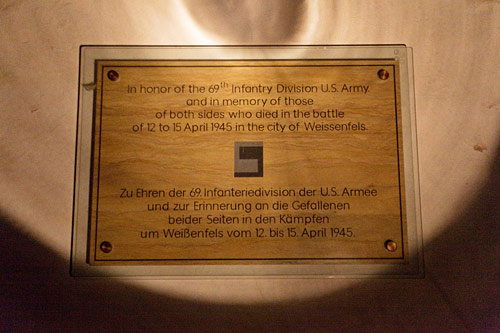 In honor of the 69th Infantry Division U.S. Army
and in memory of those
of both sides who died in the battle
of 12 to 15 April 1945 in the city of Weissenfels.
Zu Ehren der 69. Infanteriedivision der U.S. Armee
und zur Erinnerung an die Gefallenen
beider Seiten in den Kämpfen
um Weißenfels vom 12. bis 15. April 1945.